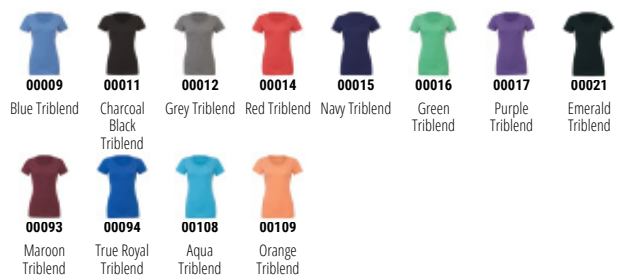 00009
Blue Triblend
00011
Charcoal
Black
Triblend
00012
Grey Triblend
00014
Red Triblend
00015
Navy Triblend
00016
Green
Triblend
00017
Purple
Triblend
00021
Emerald
Triblend
00093
Maroon
Triblend
00094
True Royal
Triblend
00108
Aqua
Triblend
00109
Orange
Triblend